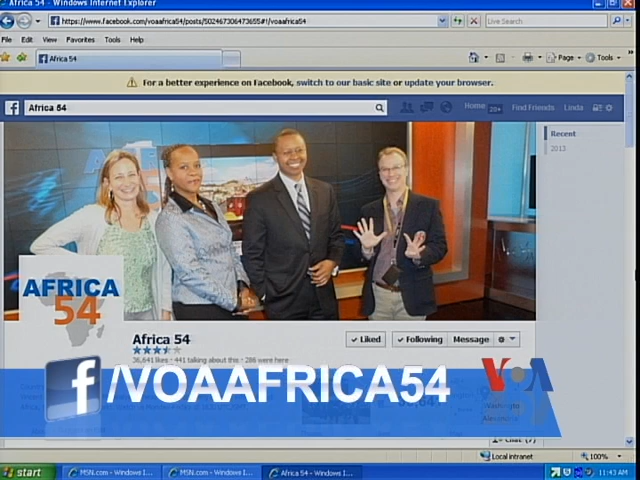 Africa 54 - Windows Internet Explorer
https://www.facebook.com/voaafrica54/posts/502467306473655#!/voaafrica54
Live Search
File Edit View Favorites Tools Help
Africa 54
Page Tools
For a better experience on Facebook, switch to our basic site or update your browser.
Africa 54
Home 20+ Find Friends Linda
Recent
2013
AFRICA
54
Africa 54
Liked Following Message
36,641 likes · 441 talking about this · 286 were here
f /VOAAFRICA54
VOA
Washington
Chat (7)
Local intranet 100%
start MSN.com - Windows I... MSN.com - Windows I... Africa 54 - Windows I... 11:43 AM